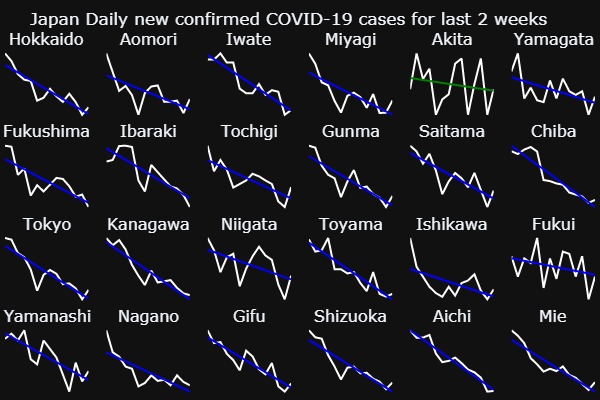 Japan Daily new confirmed COVID-19 cases for last 2 weeks
Hokkaido Aomori Iwate Miyagi Akita Yamagata
Fukushima Ibaraki Tochigi Gunma Saitama Chiba
Tokyo Kanagawa Niigata Toyama Ishikawa Fukui
Yamanashi Nagano Gifu Shizuoka Aichi Mie